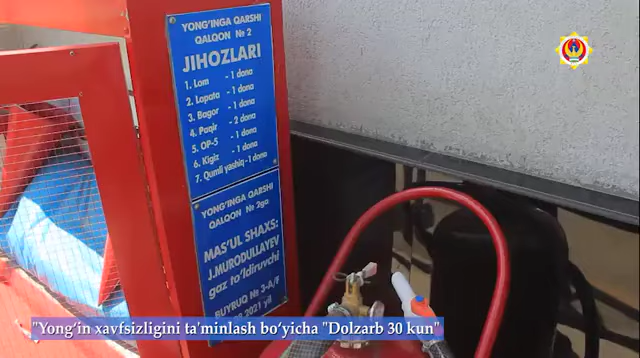 YONG'INGA QARSHI
QALQON № 2
JIHOZLARI
1. Lom - 1 dona
2. Lopata - 1 dona
3. Bagor - 1 dona
4. Paqir - 2 dona
5. OP-5 - 1 dona
6. Kigiz - 1 dona
7. Qumli yashiq - 1 dona
YONG'INGA QARSHI
QALQON № 2ga
MAS'UL SHAXS:
J.MURODULLAYEV
gaz to'ldiruvchi
BUYRUQ № 3-A/F
2021 yil
"Yong‘in xavfsizligini ta’minlash bo‘yicha "Dolzarb 30 kun"